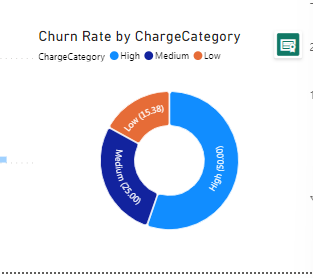 Churn Rate by ChargeCategory
ChargeCategory High Medium Low
Low (15.38)
High (50.00)
Medium (25.00)